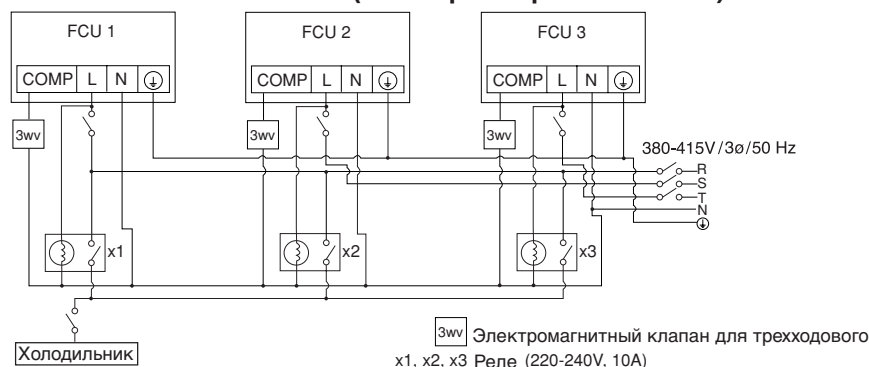 FCU 1
FCU 2
FCU 3
COMP L N
COMP L N
COMP L N
3wv
3wv
3wv
380-415V/3ø/50 Hz
R
S
T
N
x1
x2
x3
Холодильник
3wv Электромагнитный клапан для трехходового
x1, x2, x3 Реле (220-240V, 10A)